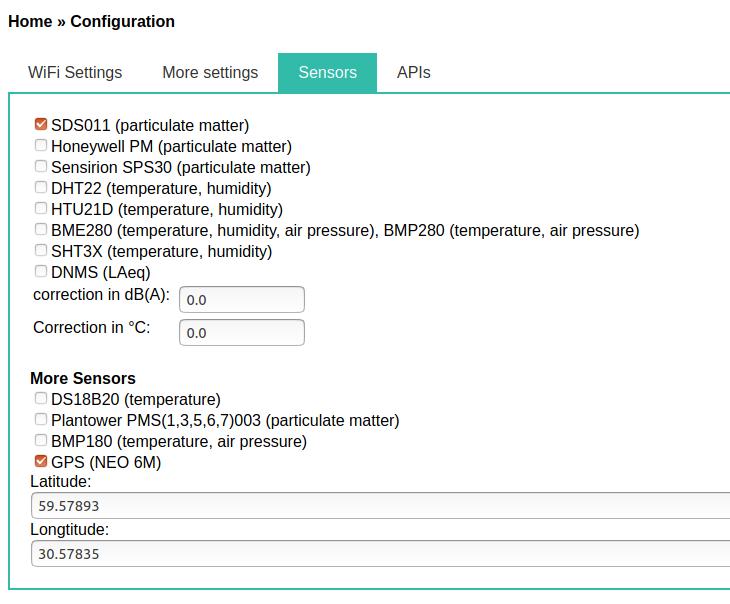 Home » Configuration
WiFi Settings More settings Sensors APIs
SDS011 (particulate matter)
Honeywell PM (particulate matter)
Sensirion SPS30 (particulate matter)
DHT22 (temperature, humidity)
HTU21D (temperature, humidity)
BME280 (temperature, humidity, air pressure), BMP280 (temperature, air pressure)
SHT3X (temperature, humidity)
DNMS (LAeq)
correction in dB(A): 0.0
Correction in °C: 0.0
More Sensors
DS18B20 (temperature)
Plantower PMS(1,3,5,6,7)003 (particulate matter)
BMP180 (temperature, air pressure)
GPS (NEO 6M)
Latitude:
59.57893
Longtitude:
30.57835